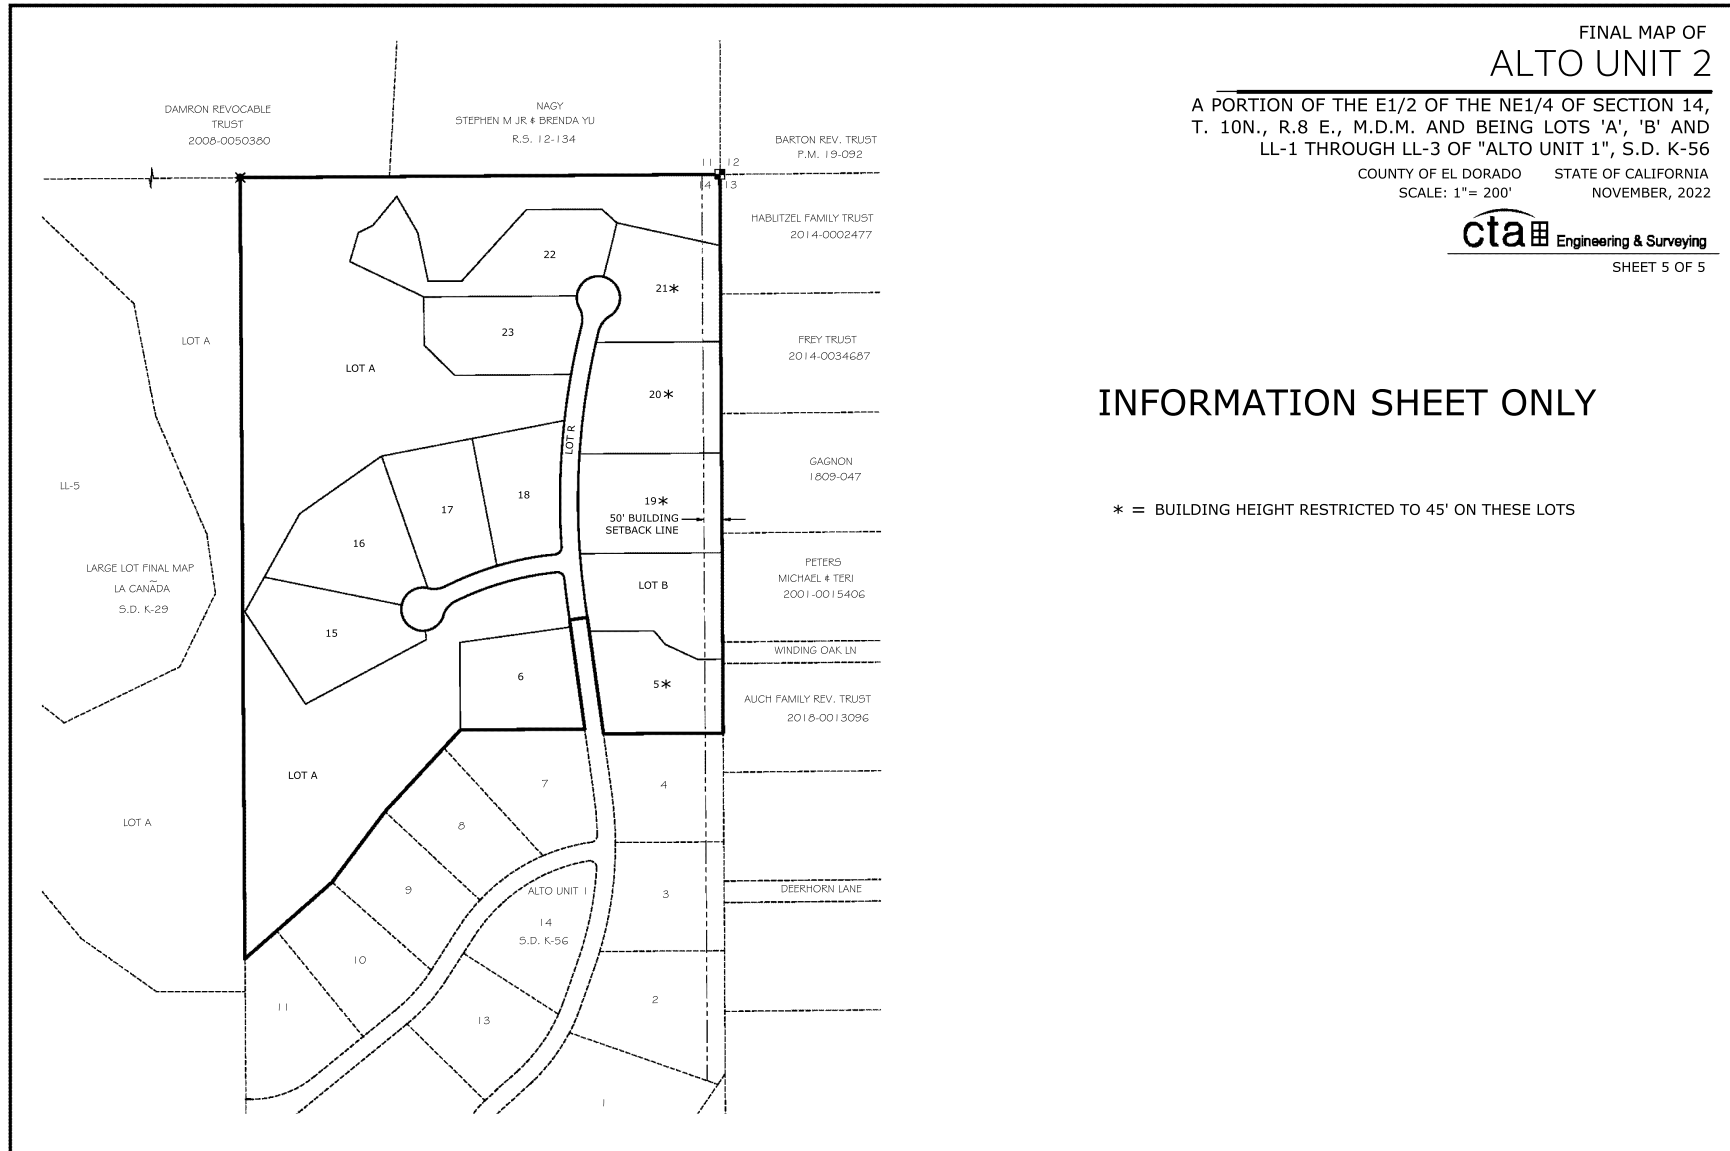 FINAL MAP OF
ALTO UNIT 2
A PORTION OF THE E1/2 OF THE NE1/4 OF SECTION 14,
T. 10N., R.8 E., M.D.M. AND BEING LOTS 'A', 'B' AND
LL-1 THROUGH LL-3 OF "ALTO UNIT 1", S.D. K-56
COUNTY OF EL DORADO STATE OF CALIFORNIA
SCALE: 1"= 200' NOVEMBER, 2022
cta Engineering & Surveying
SHEET 5 OF 5
INFORMATION SHEET ONLY
* = BUILDING HEIGHT RESTRICTED TO 45' ON THESE LOTS
DAMRON REVOCABLE
TRUST
2008-0050380
NAGY
STEPHEN M JR & BRENDA YU
R.S. 12-134
BARTON REV. TRUST
P.M. 19-092
11 12
14 13
HABLITZEL FAMILY TRUST
2014-0002477
22
21*
23
LOT A
LOT A
FREY TRUST
2014-0034687
20*
LOT R
GAGNON
1809-047
LL-5
18
17
19*
50' BUILDING
SETBACK LINE
16
LARGE LOT FINAL MAP
~
LA CANADA
S.D. K-29
PETERS
MICHAEL & TERI
2001-0015406
LOT B
15
WINDING OAK LN
6
5*
AUCH FAMILY REV. TRUST
2018-0013096
LOT A
7
4
LOT A
8
9
ALTO UNIT 1
14
S.D. K-56
3
DEERHORN LANE
10
11
13
2
1